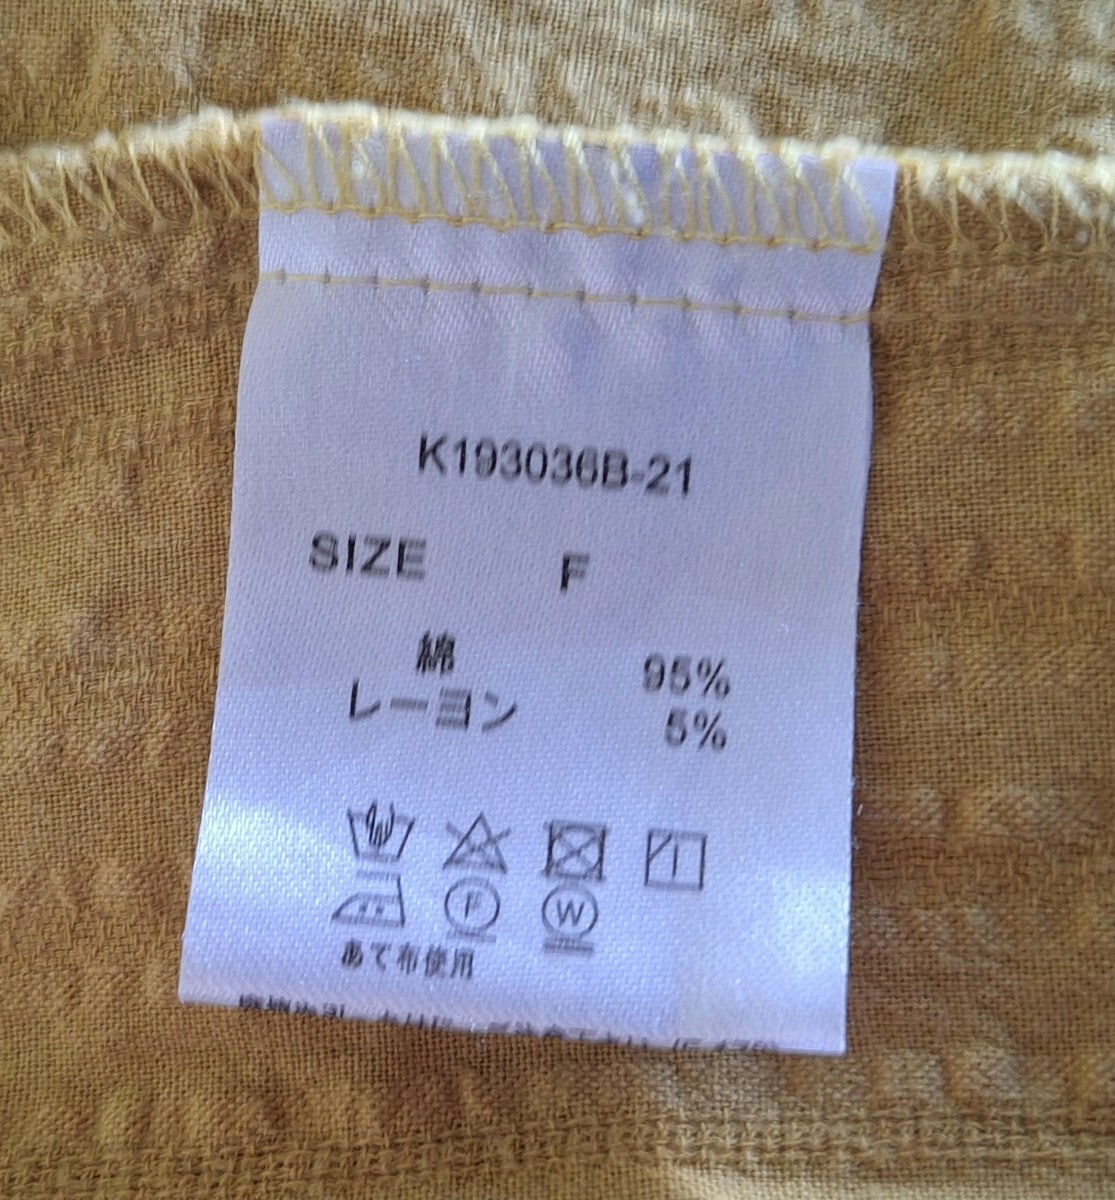 K193036B-21
SIZE F
綿 95%
レーヨン 5%
F W
あて布使用